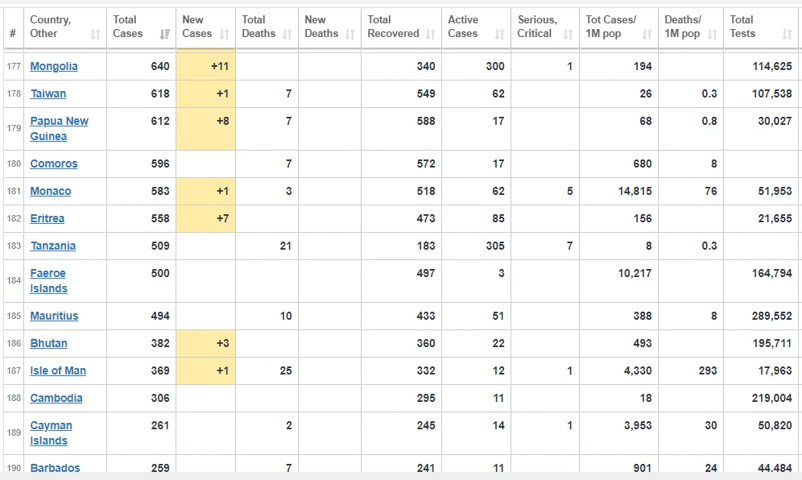 # Country, Other Total Cases New Cases Total Deaths New Deaths Total Recovered Active Cases Serious, Critical Tot Cases/ 1M pop Deaths/ 1M pop Total Tests
177 Mongolia 640 +11 340 300 1 194 114,625
178 Taiwan 618 +1 7 549 62 26 0.3 107,538
179 Papua New Guinea 612 +8 7 588 17 68 0.8 30,027
180 Comoros 596 7 572 17 680 8
181 Monaco 583 +1 3 518 62 5 14,815 76 51,953
182 Eritrea 558 +7 473 85 156 21,655
183 Tanzania 509 21 183 305 7 8 0.3
184 Faeroe Islands 500 497 3 10,217 164,794
185 Mauritius 494 10 433 51 388 8 289,552
186 Bhutan 382 +3 360 22 493 195,711
187 Isle of Man 369 +1 25 332 12 1 4,330 293 17,963
188 Cambodia 306 295 11 18 219,004
189 Cayman Islands 261 2 245 14 1 3,953 30 50,820
190 Barbados 259 7 241 11 901 24 44,484